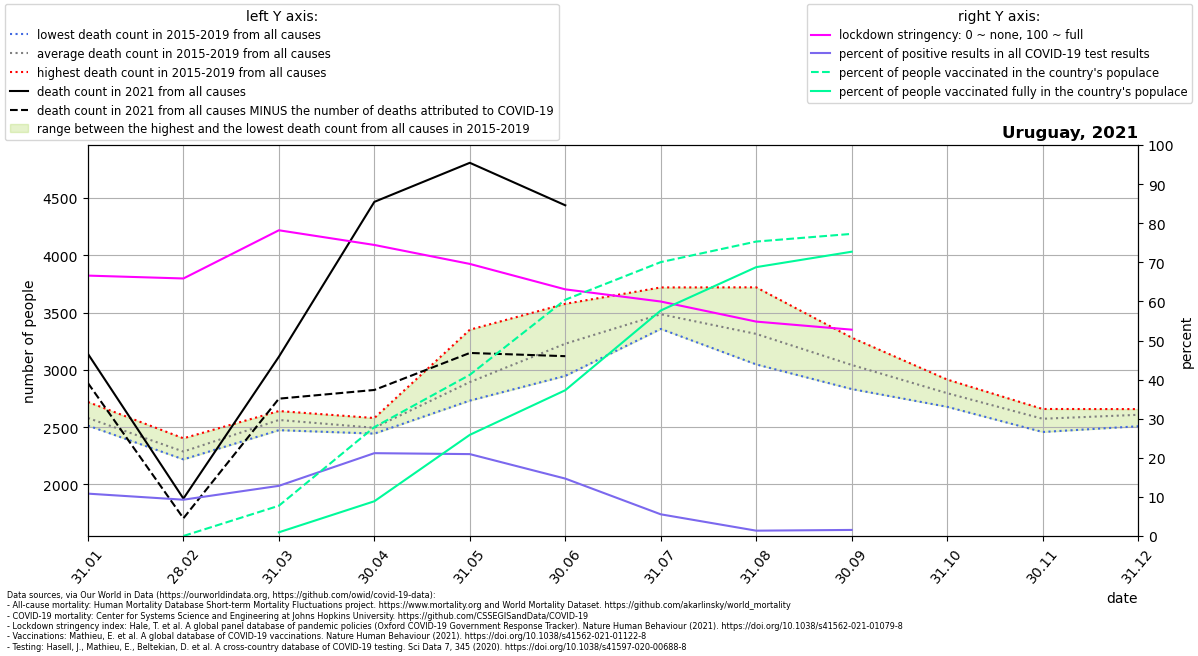 left Y axis:
lowest death count in 2015-2019 from all causes
average death count in 2015-2019 from all causes
highest death count in 2015-2019 from all causes
death count in 2021 from all causes
death count in 2021 from all causes MINUS the number of deaths attributed to COVID-19
range between the highest and the lowest death count from all causes in 2015-2019
right Y axis:
lockdown stringency: 0 ~ none, 100 ~ full
percent of positive results in all COVID-19 test results
percent of people vaccinated in the country's populace
percent of people vaccinated fully in the country's populace
Uruguay, 2021
number of people
4500
4000
3500
3000
2500
2000
100
90
80
70
60
50
40
30
20
10
0
percent
31.01
28.02
31.03
30.04
31.05
30.06
31.07
31.08
30.09
31.10
30.11
31.12
date
Data sources, via Our World in Data (https://ourworldindata.org, https://github.com/owid/covid-19-data):
- All-cause mortality: Human Mortality Database Short-term Mortality Fluctuations project. https://www.mortality.org and World Mortality Dataset. https://github.com/akarlinsky/world_mortality
- COVID-19 mortality: Center for Systems Science and Engineering at Johns Hopkins University. https://github.com/CSSEGISandData/COVID-19
- Lockdown stringency index: Hale, T. et al. A global panel database of pandemic policies (Oxford COVID-19 Government Response Tracker). Nature Human Behaviour (2021). https://doi.org/10.1038/s41562-021-01079-8
- Vaccinations: Mathieu, E. et al. A global database of COVID-19 vaccinations. Nature Human Behaviour (2021). https://doi.org/10.1038/s41562-021-01122-8
- Testing: Hasell, J., Mathieu, E., Beltekian, D. et al. A cross-country database of COVID-19 testing. Sci Data 7, 345 (2020). https://doi.org/10.1038/s41597-020-00688-8